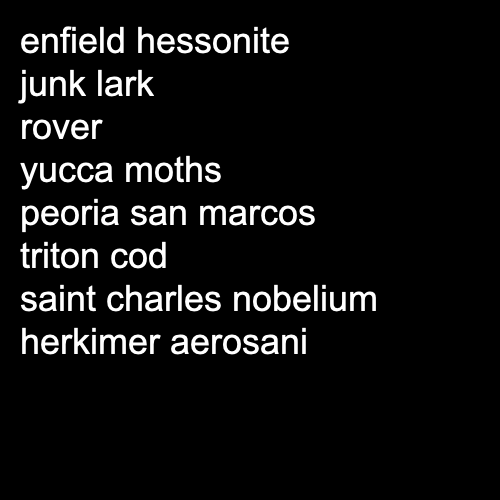 enfield hessonite
junk lark
rover
yucca moths
peoria san marcos
triton cod
saint charles nobelium
herkimer aerosani